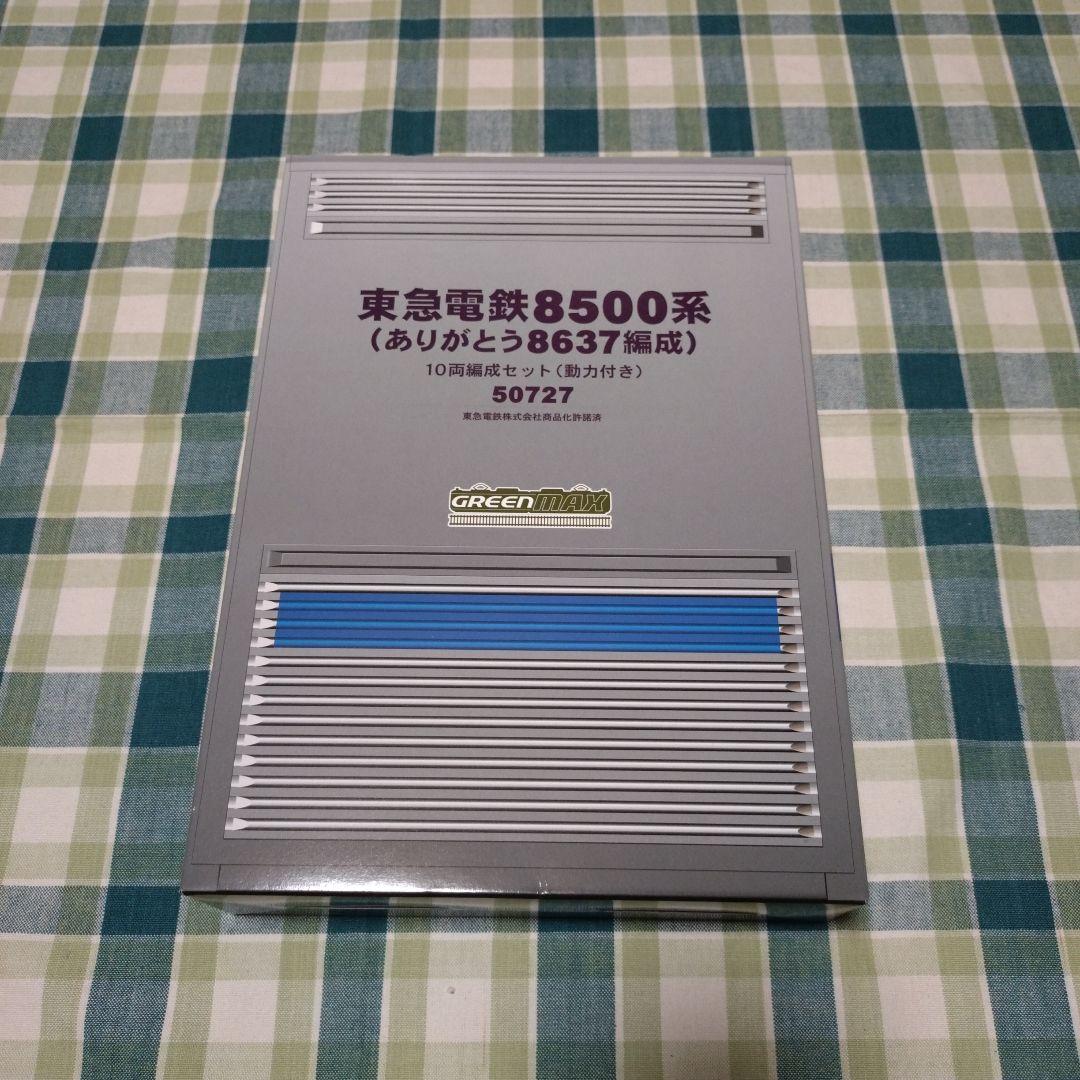 東急電鉄8500系
(ありがとう8637編成)
10両編成セット(動力付き)
50727
東急電鉄株式会社商品化許諾済
GREENMAX